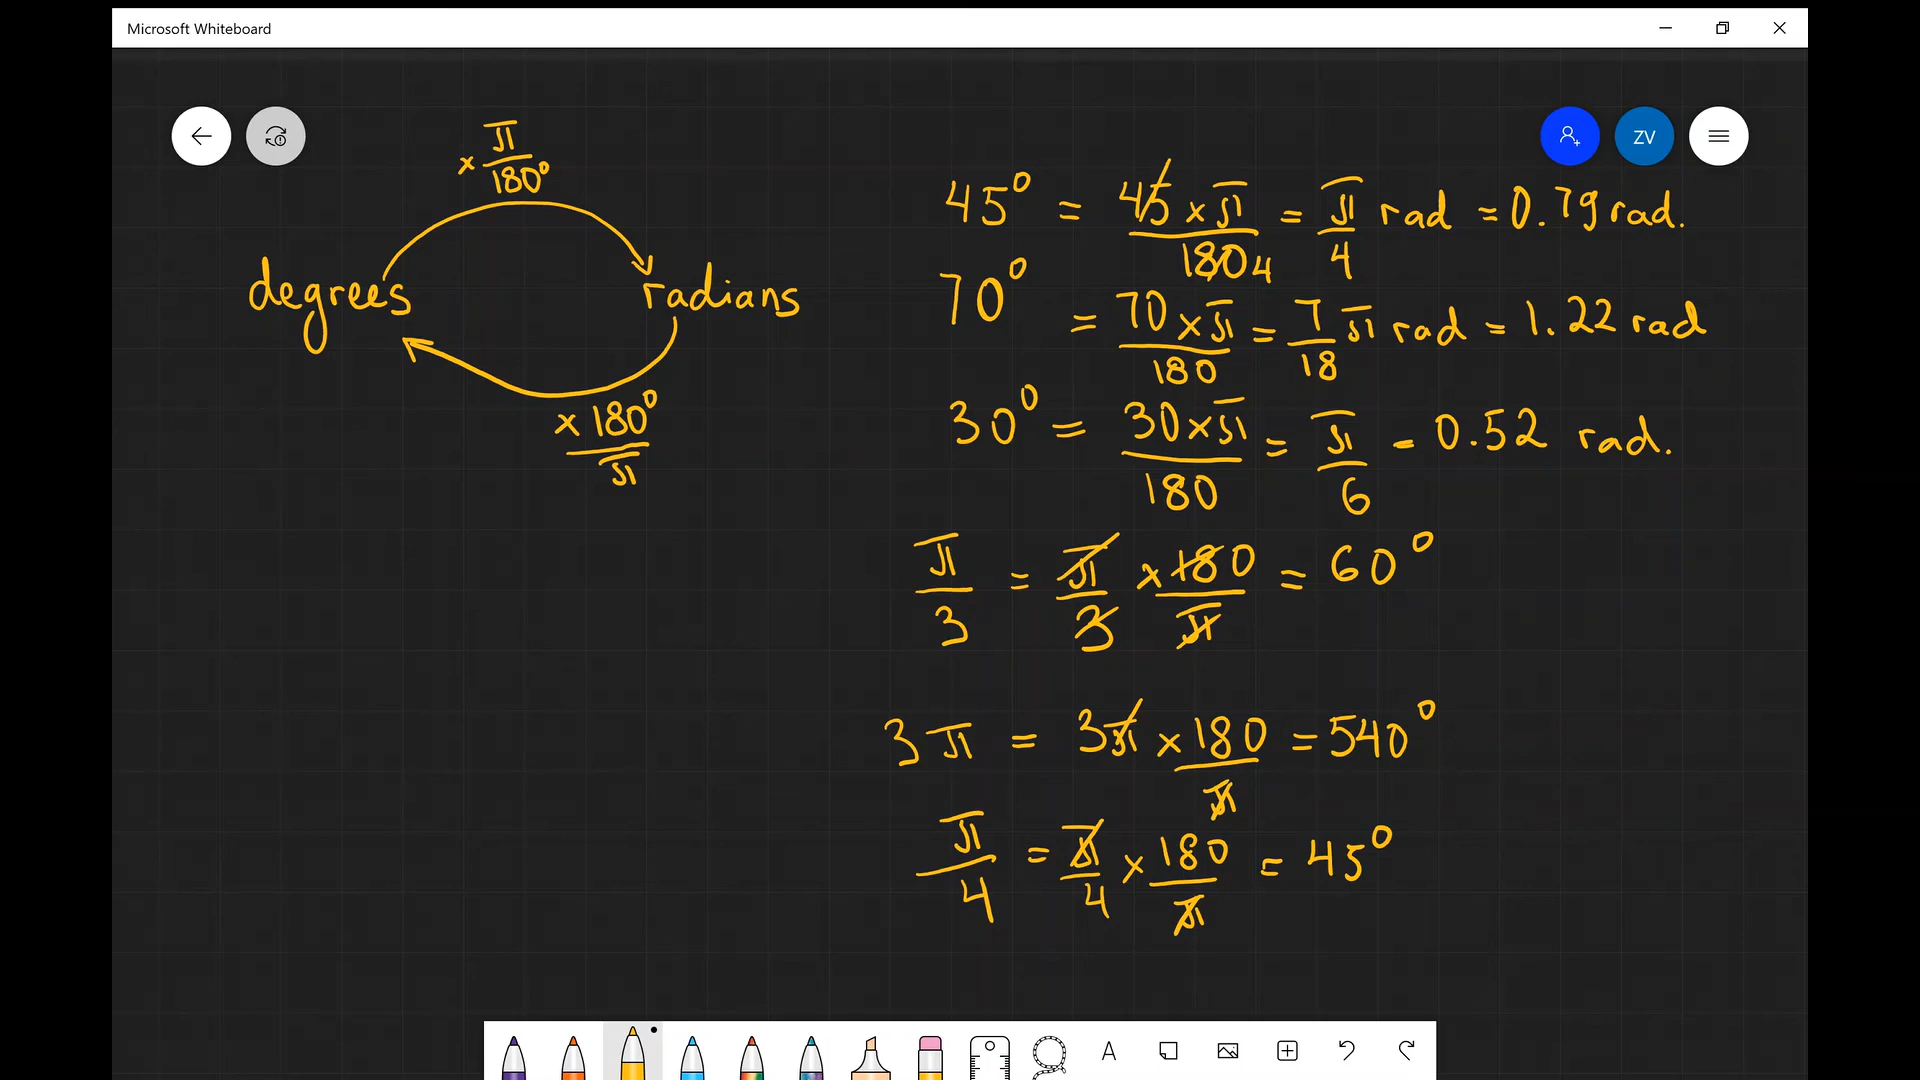 Microsoft Whiteboard
ZV
× π/180°
degrees
radians
× 180°/π
45° = 45 × π/180 4 = π/4 rad = 0.79 rad.
70° = 70 × π/180 = 7/18 π rad = 1.22 rad
30° = 30 × π/180 = π/6 = 0.52 rad.
π/3 = π/3 × 180/π = 60°
3π = 3π × 180/π = 540°
π/4 = π/4 × 180/π = 45°
A